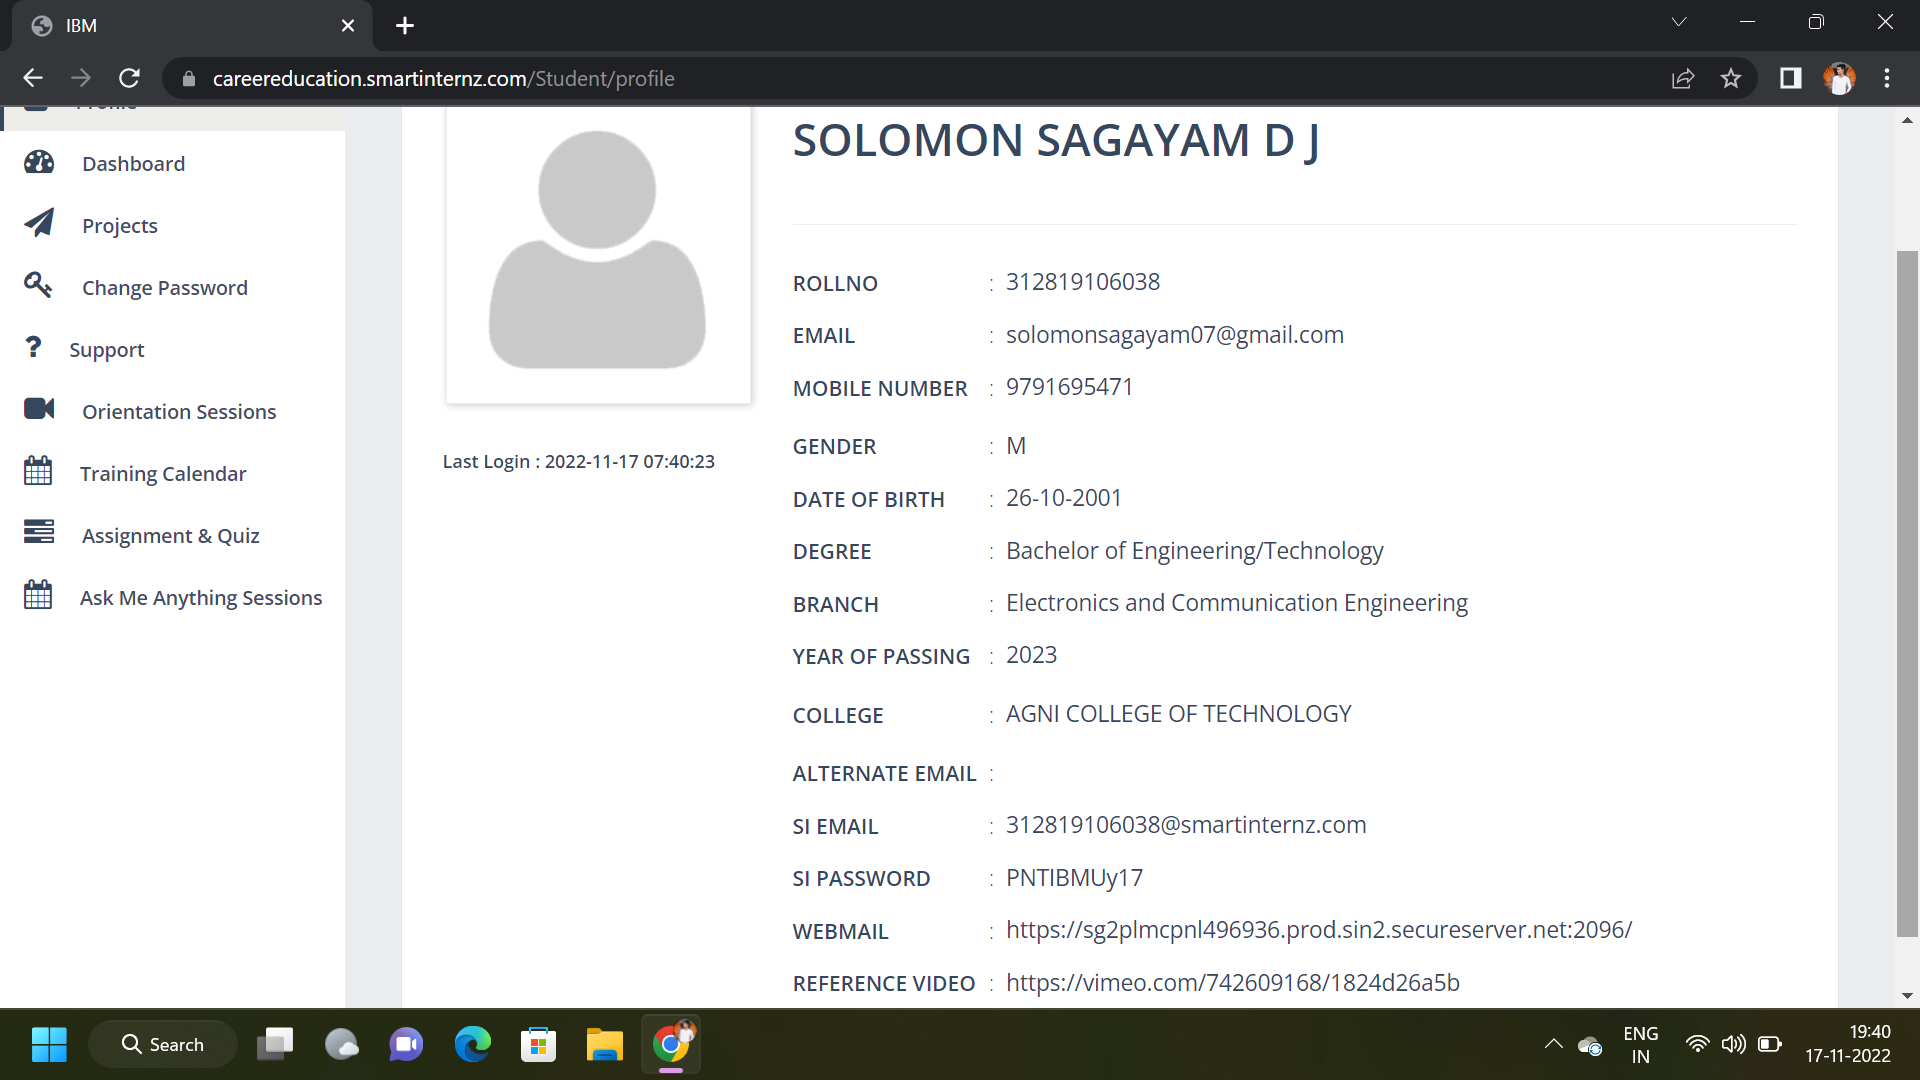 IBM
careereducation.smartinternz.com/Student/profile
Profile
Dashboard
Projects
Change Password
Support
Orientation Sessions
Training Calendar
Assignment & Quiz
Ask Me Anything Sessions
Last Login : 2022-11-17 07:40:23
SOLOMON SAGAYAM D J
ROLLNO : 312819106038
EMAIL : solomonsagayam07@gmail.com
MOBILE NUMBER : 9791695471
GENDER : M
DATE OF BIRTH : 26-10-2001
DEGREE : Bachelor of Engineering/Technology
BRANCH : Electronics and Communication Engineering
YEAR OF PASSING : 2023
COLLEGE : AGNI COLLEGE OF TECHNOLOGY
ALTERNATE EMAIL :
SI EMAIL : 312819106038@smartinternz.com
SI PASSWORD : PNTIBMUy17
WEBMAIL : https://sg2plmcpnl496936.prod.sin2.secureserver.net:2096/
REFERENCE VIDEO : https://vimeo.com/742609168/1824d26a5b
Search
ENG
IN
19:40
17-11-2022